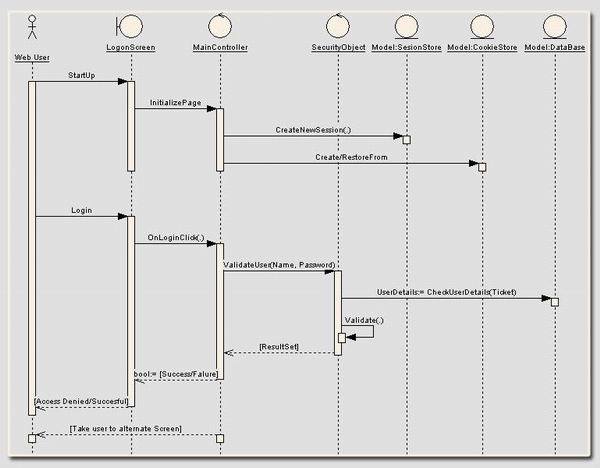 Web User
LogonScreen
MainController
SecurityObject
Model:SesionStore
Model:CookieStore
Model:DataBase
StartUp
InitializePage
CreateNewSession(.)
Create/RestoreFrom
Login
OnLoginClick(.)
ValidateUser(Name, Password)
UserDetails:= CheckUserDetails(Ticket)
Validate(.)
[ResultSet]
bool:= [Success/Falure]
[Access Denied/Succesful]
[Take user to alternate Screen]